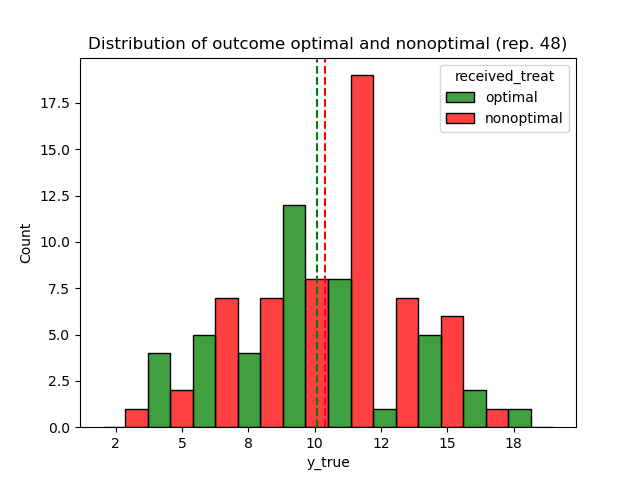 Distribution of outcome optimal and nonoptimal (rep. 48)
received_treat
optimal
nonoptimal
17.5
15.0
12.5
10.0
7.5
5.0
2.5
0.0
Count
2 5 8 10 12 15 18
y_true